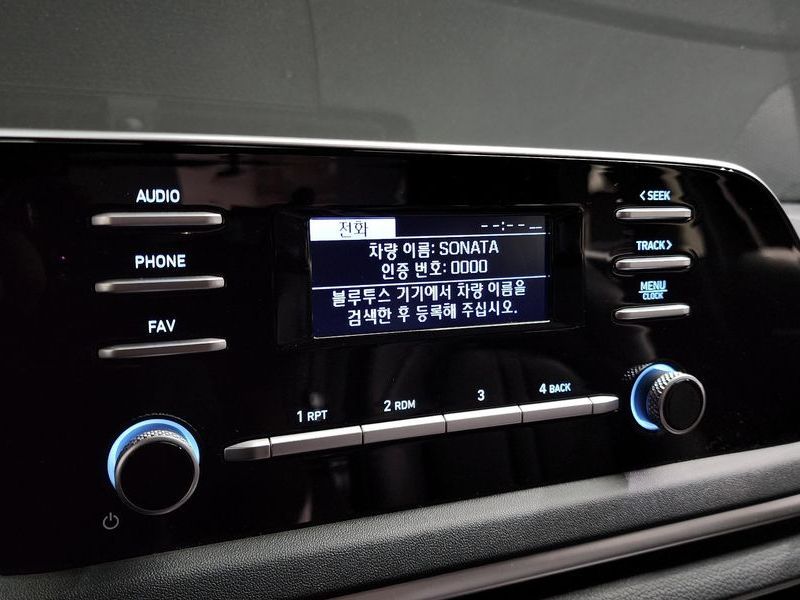 AUDIO
PHONE
FAV
전화 --:-- --
차량 이름: SONATA
인증 번호: 0000
블루투스 기기에서 차량 이름을
검색한 후 등록해 주십시오.
< SEEK
TRACK >
MENU
CLOCK
1 RPT
2 RDM
3
4 BACK